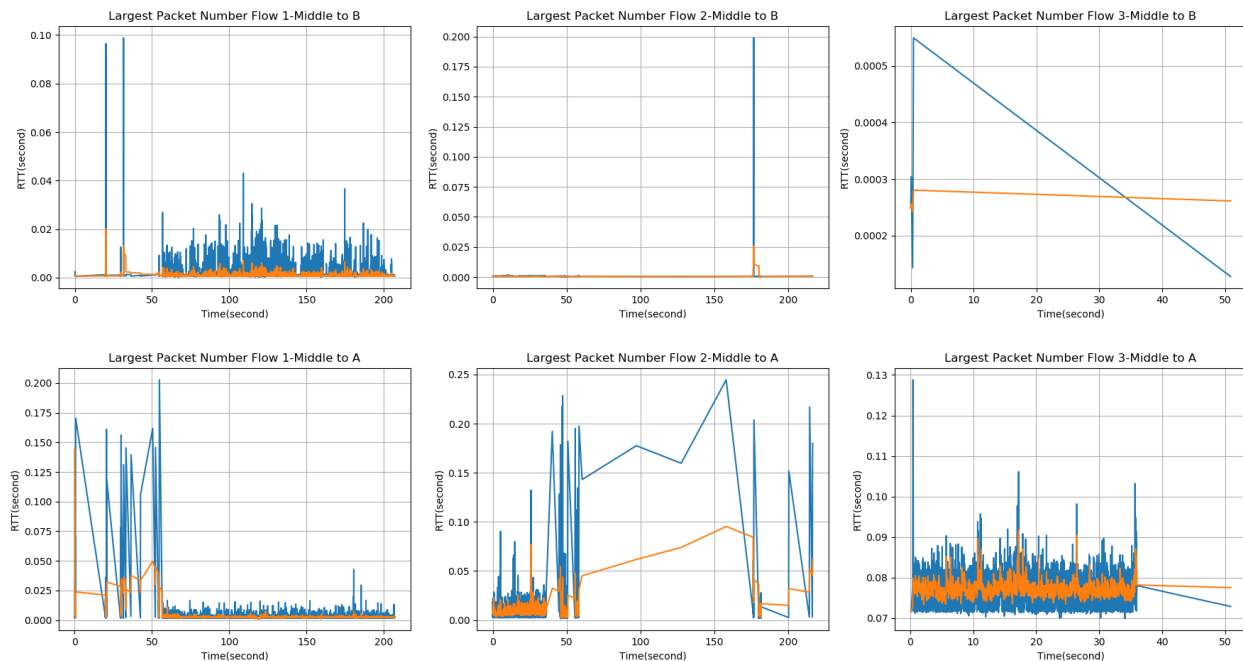 Largest Packet Number Flow 1-Middle to B
RTT(second)
0.10
0.08
0.06
0.04
0.02
0.00
0 50 100 150 200
Time(second)
Largest Packet Number Flow 2-Middle to B
RTT(second)
0.200
0.175
0.150
0.125
0.100
0.075
0.050
0.025
0.000
0 50 100 150 200
Time(second)
Largest Packet Number Flow 3-Middle to B
RTT(second)
0.0005
0.0004
0.0003
0.0002
0 10 20 30 40 50
Time(second)
Largest Packet Number Flow 1-Middle to A
RTT(second)
0.200
0.175
0.150
0.125
0.100
0.075
0.050
0.025
0.000
0 50 100 150 200
Time(second)
Largest Packet Number Flow 2-Middle to A
RTT(second)
0.25
0.20
0.15
0.10
0.05
0.00
0 50 100 150 200
Time(second)
Largest Packet Number Flow 3-Middle to A
RTT(second)
0.13
0.12
0.11
0.10
0.09
0.08
0.07
0 10 20 30 40 50
Time(second)